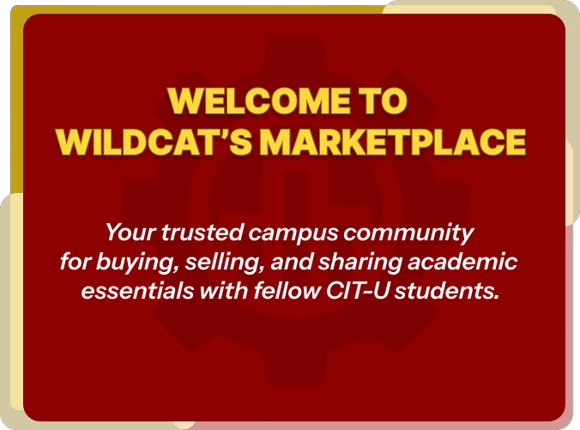 WELCOME TO
WILDCAT'S MARKETPLACE
Your trusted campus community
for buying, selling, and sharing academic
essentials with fellow CIT-U students.